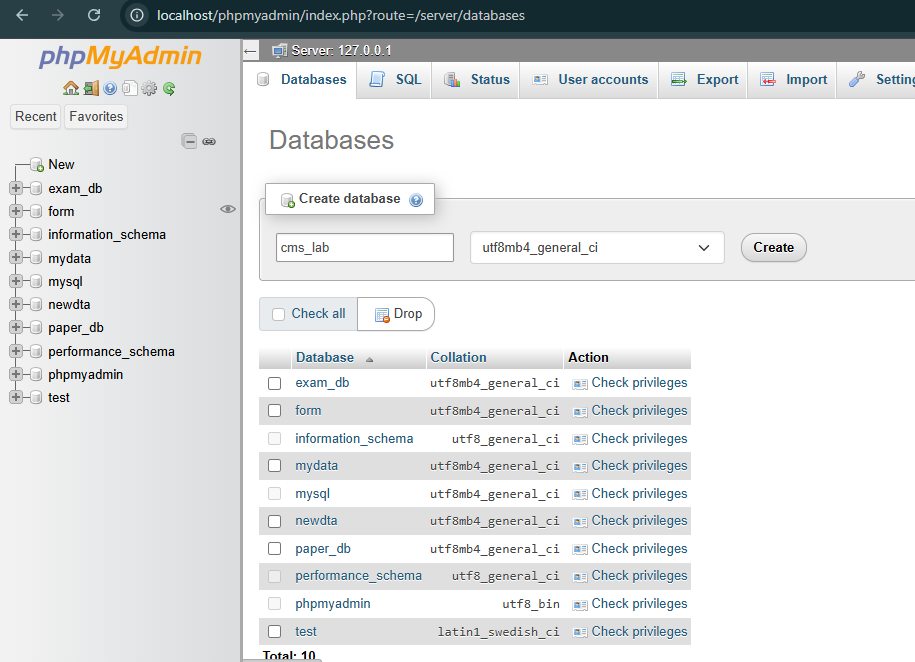 localhost/phpmyadmin/index.php?route=/server/databases
phpMyAdmin
Recent Favorites
New
exam_db
form
information_schema
mydata
mysql
newdta
paper_db
performance_schema
phpmyadmin
test
Server: 127.0.0.1
Databases SQL Status User accounts Export Import Setting
Databases
Create database
cms_lab utf8mb4_general_ci Create
Check all Drop
Database Collation Action
exam_db utf8mb4_general_ci Check privileges
form utf8mb4_general_ci Check privileges
information_schema utf8_general_ci Check privileges
mydata utf8mb4_general_ci Check privileges
mysql utf8mb4_general_ci Check privileges
newdta utf8mb4_general_ci Check privileges
paper_db utf8mb4_general_ci Check privileges
performance_schema utf8_general_ci Check privileges
phpmyadmin utf8_bin Check privileges
test latin1_swedish_ci Check privileges
Total: 10